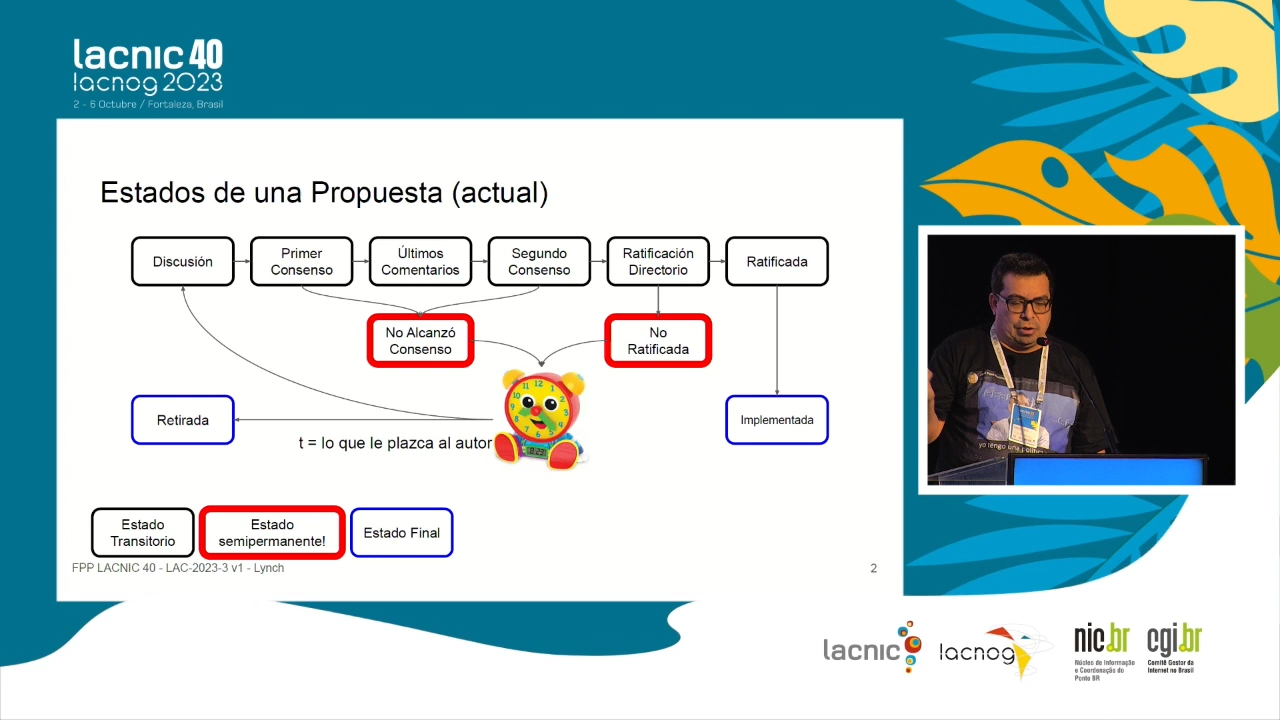 lacnic 40
lacnog 2023
2 - 6 Octubre / Fortaleza, Brasil
Estados de una Propuesta (actual)
Discusión
Primer
Consenso
Últimos
Comentarios
Segundo
Consenso
Ratificación
Directorio
Ratificada
No Alcanzó
Consenso
No
Ratificada
Retirada
t = lo que le plazca al autor
Implementada
Estado
Transitorio
Estado
semipermanente!
Estado Final
FPP LACNIC 40 - LAC-2023-3 v1 - Lynch
2
yo tengo una
lacnic
lacnog
nic.br
Núcleo de Informação
e Coordenação do
Ponto BR
cgi.br
Comitê Gestor da
Internet no Brasil